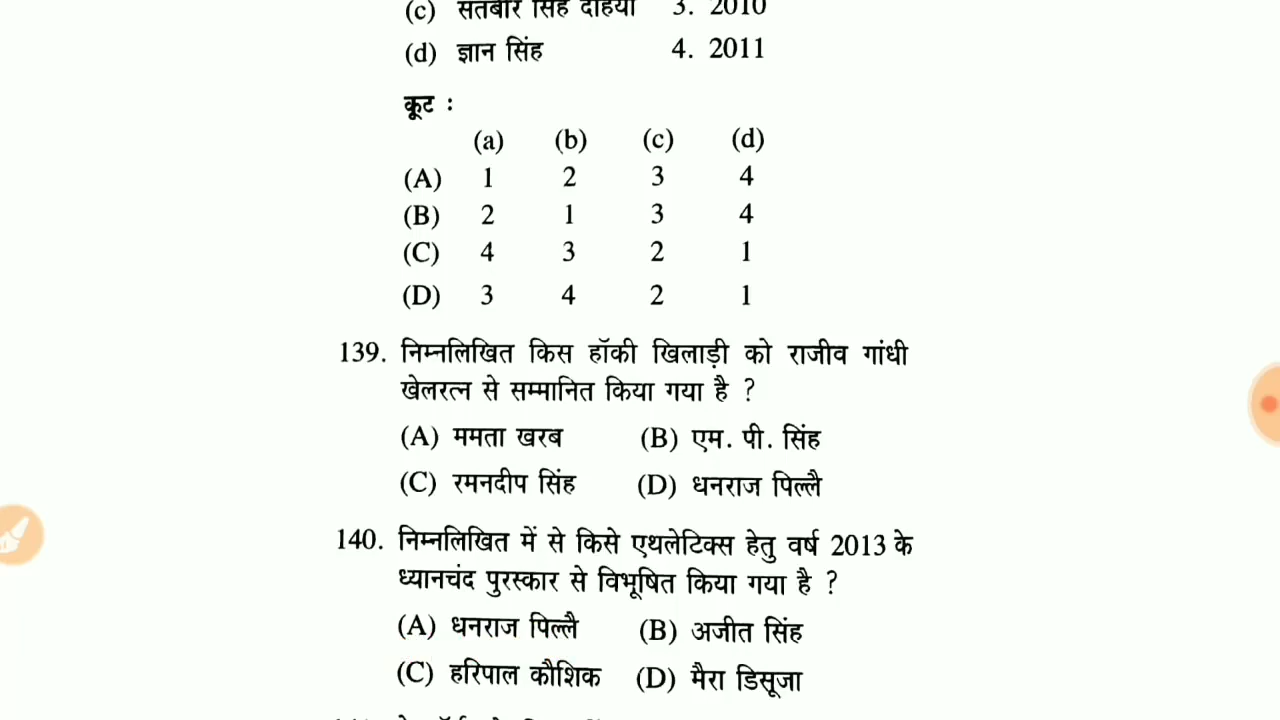 (c) सतबीर सिंह दहिया 3. 2010
(d) ज्ञान सिंह 4. 2011
कूट :
(a) (b) (c) (d)
(A) 1 2 3 4
(B) 2 1 3 4
(C) 4 3 2 1
(D) 3 4 2 1
139. निम्नलिखित किस हॉकी खिलाड़ी को राजीव गांधी
खेलरत्न से सम्मानित किया गया है ?
(A) ममता खरब (B) एम. पी. सिंह
(C) रमनदीप सिंह (D) धनराज पिल्लै
140. निम्नलिखित में से किसे एथलेटिक्स हेतु वर्ष 2013 के
ध्यानचंद पुरस्कार से विभूषित किया गया है ?
(A) धनराज पिल्लै (B) अजीत सिंह
(C) हरिपाल कौशिक (D) मैरा डिसूजा